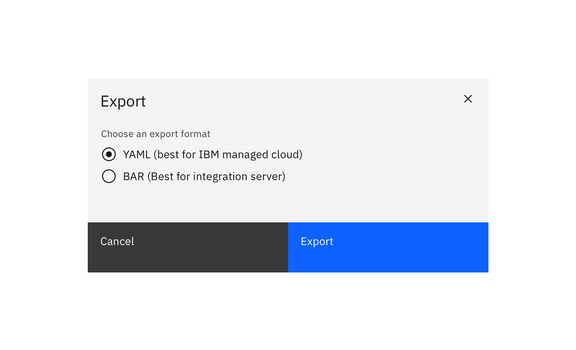 Export
Choose an export format
YAML (best for IBM managed cloud)
BAR (Best for integration server)
Cancel
Export